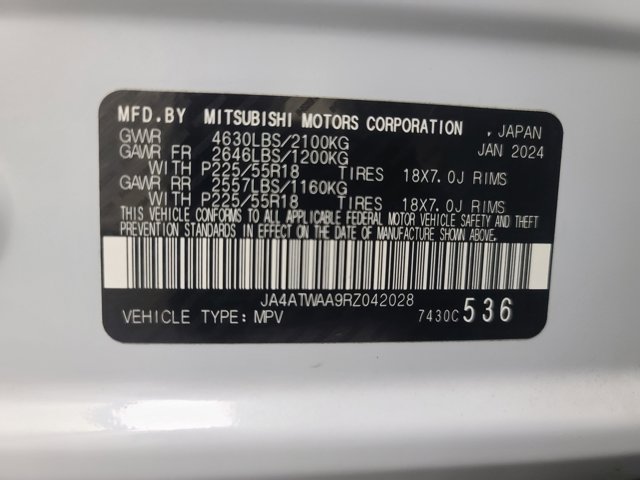 MFD.BY MITSUBISHI MOTORS CORPORATION , JAPAN
GVWR 4630LBS/2100KG JAN 2024
GAWR FR 2646LBS/1200KG
WITH P225/55R18 TIRES 18X7.0J RIMS
GAWR RR 2557LBS/1160KG
WITH P225/55R18 TIRES 18X7.0J RIMS
THIS VEHICLE CONFORMS TO ALL APPLICABLE FEDERAL MOTOR VEHICLE SAFETY AND THEFT
PREVENTION STANDARDS IN EFFECT ON THE DATE OF MANUFACTURE SHOWN ABOVE.
JA4ATWAA9RZ042028
VEHICLE TYPE:MPV 7430C 536